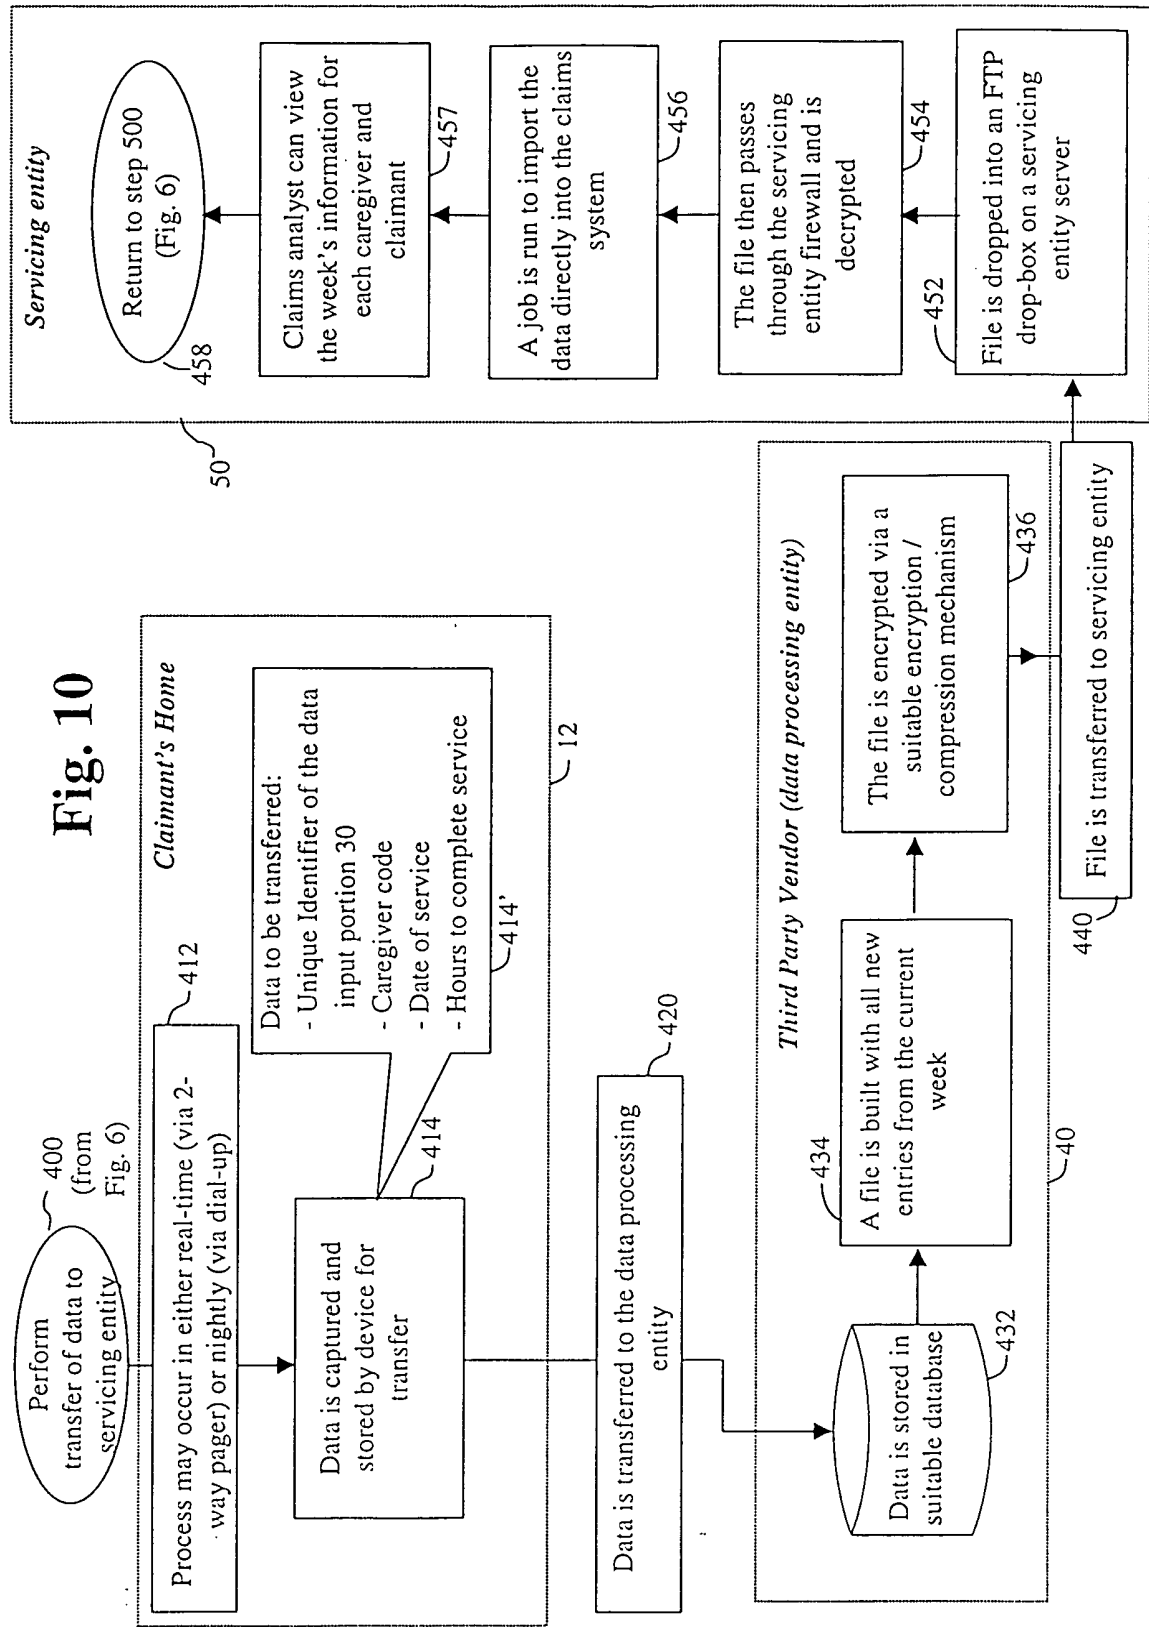 Fig. 10
Perform
transfer of data to
servicing entity
400
(from
Fig. 6)
Claimant's Home
Process may occur in either real-time (via 2-
way pager) or nightly (via dial-up)
412
Data is captured and
stored by device for
transfer
414
Data to be transferred:
- Unique Identifier of the data
input portion 30
- Caregiver code
- Date of service
- Hours to complete service
414'
12
Data is transferred to the data processing
entity
420
Third Party Vendor (data processing entity)
Data is stored in
suitable database
432
434
A file is built with all new
entries from the current
week
The file is encrypted via a
suitable encryption /
compression mechanism
436
40
File is transferred to servicing entity
440
Servicing entity
50
File is dropped into an FTP
drop-box on a servicing
entity server
452
The file then passes
through the servicing
entity firewall and is
decrypted
454
A job is run to import the
data directly into the claims
system
456
Claims analyst can view
the week's information for
each caregiver and
claimant
457
Return to step 500
(Fig. 6)
458